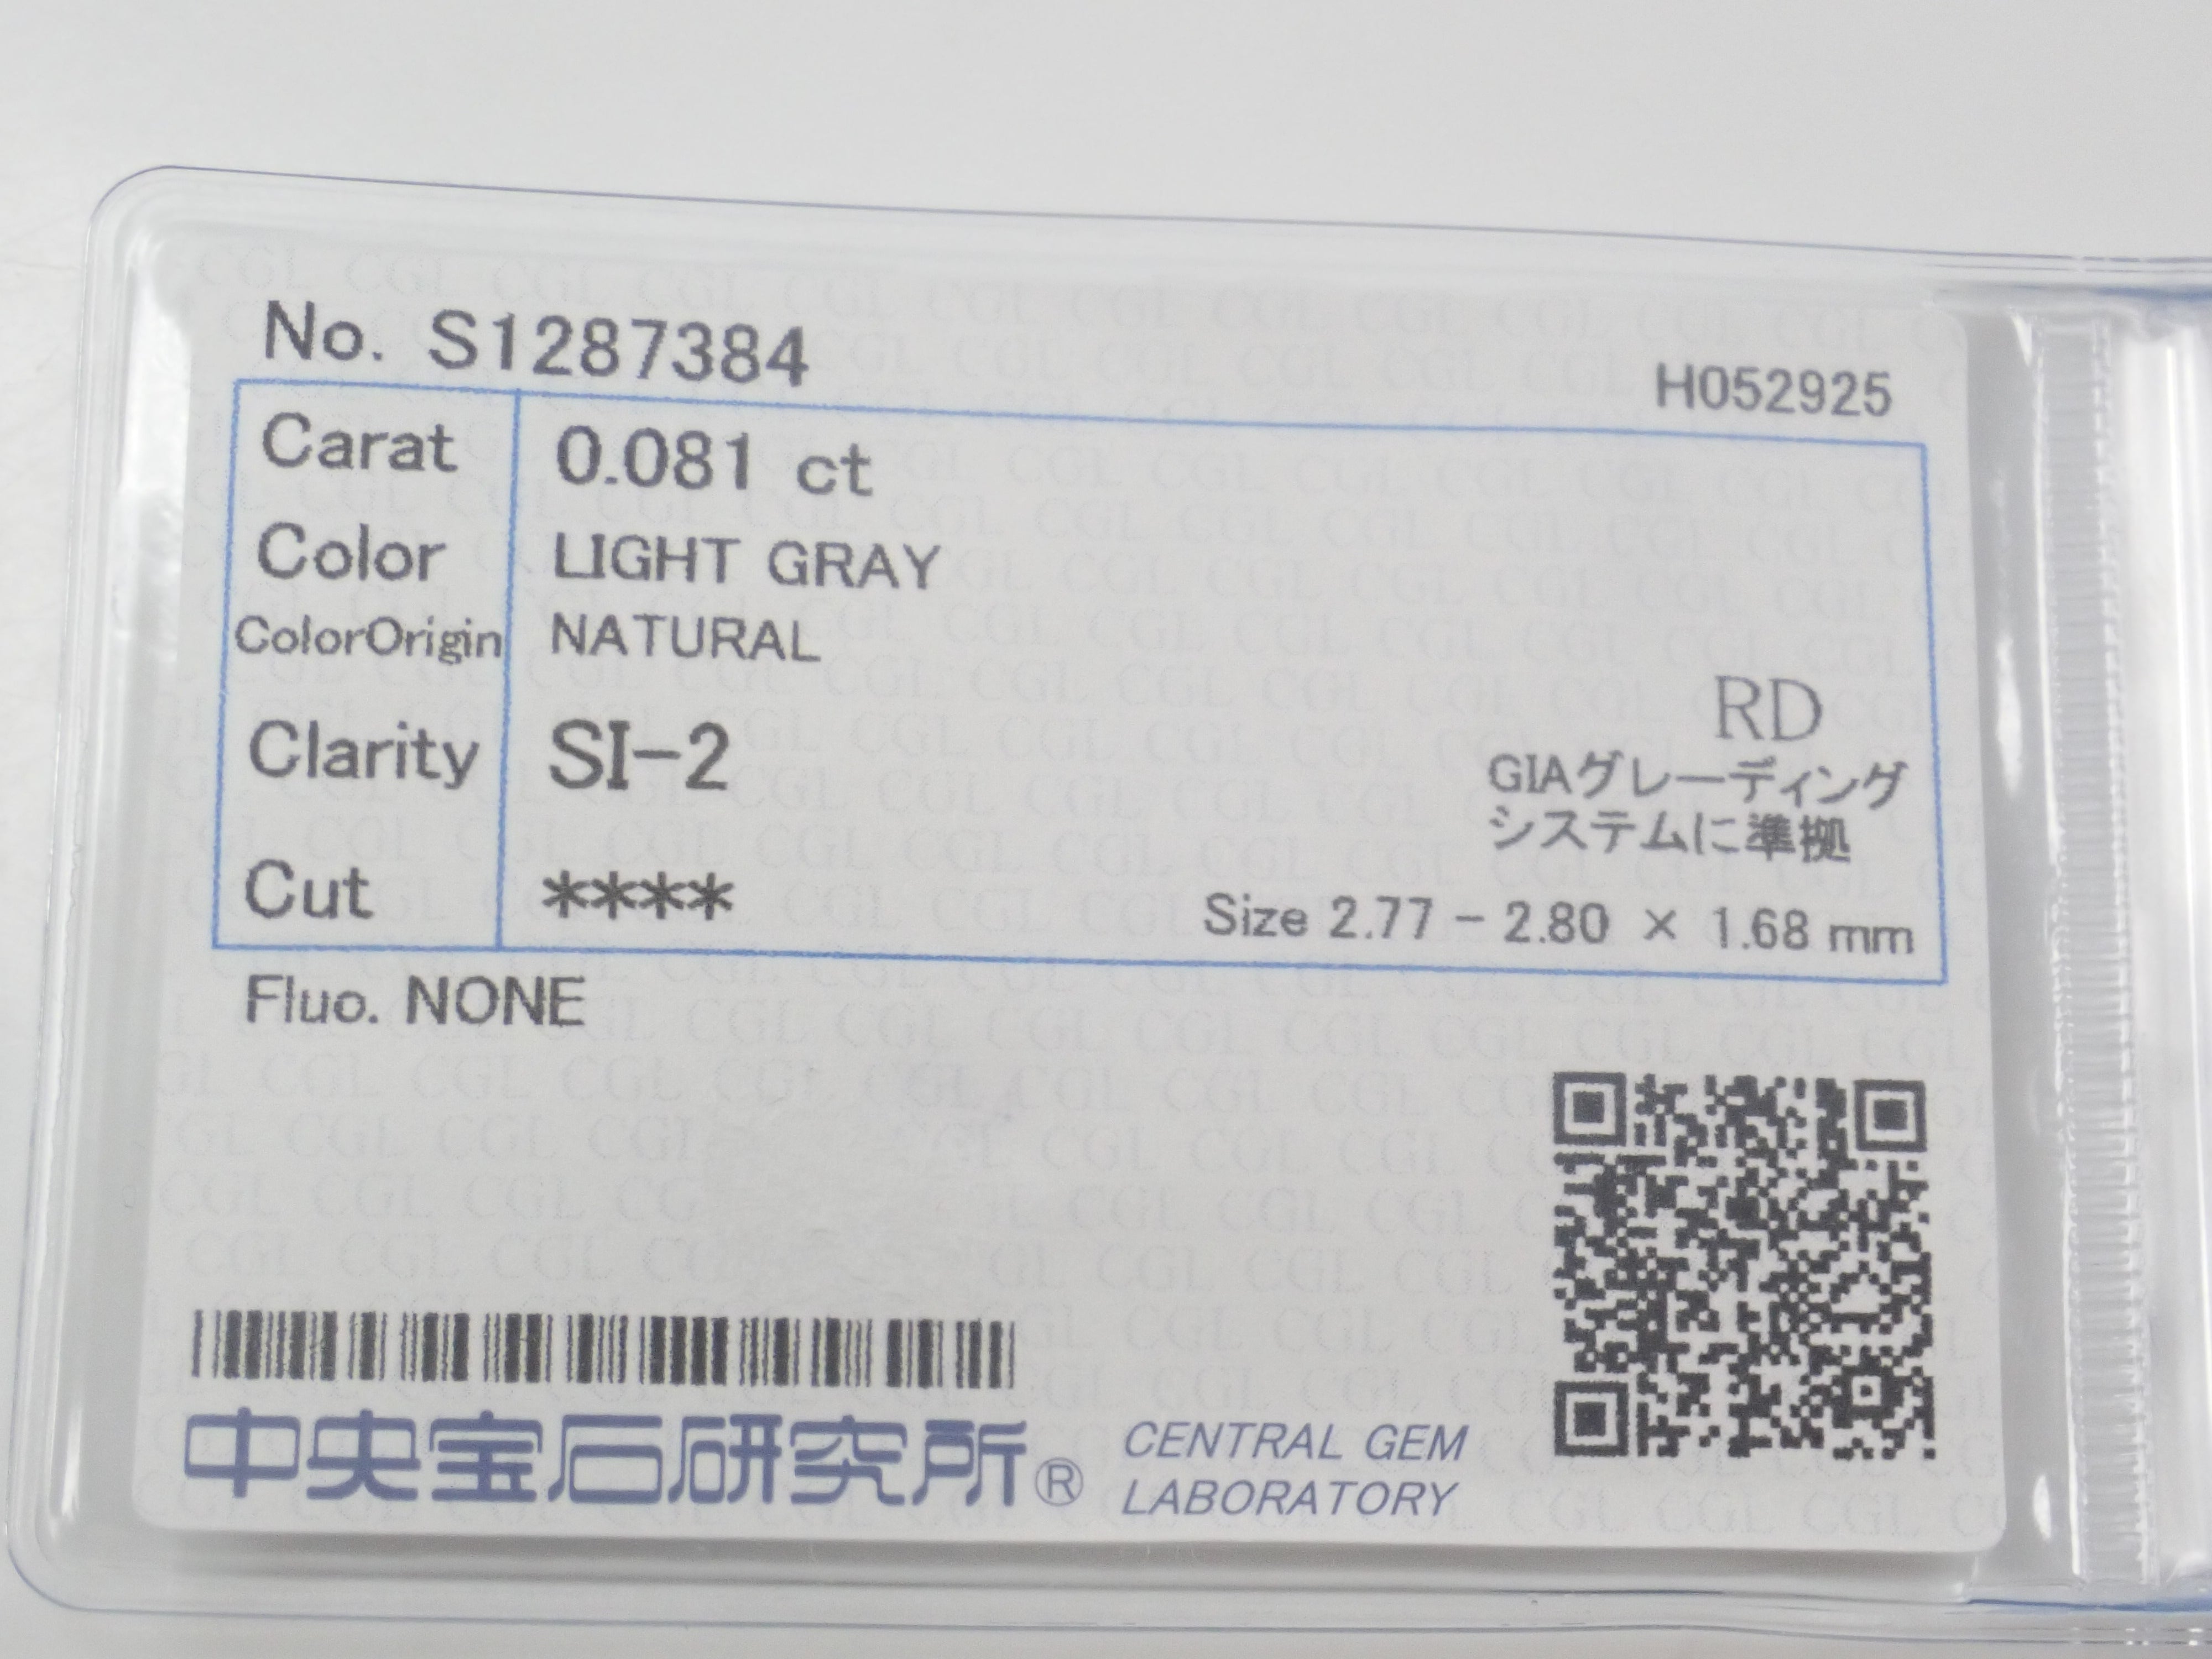 No. S1287384
H052925
Carat 0.081 ct
Color LIGHT GRAY
ColorOrigin NATURAL
Clarity SI-2
RD
GIAグレーディング
システムに準拠
Cut ****
Size 2.77 - 2.80 × 1.68 mm
Fluo. NONE
中央宝石研究所®
CENTRAL GEM
LABORATORY